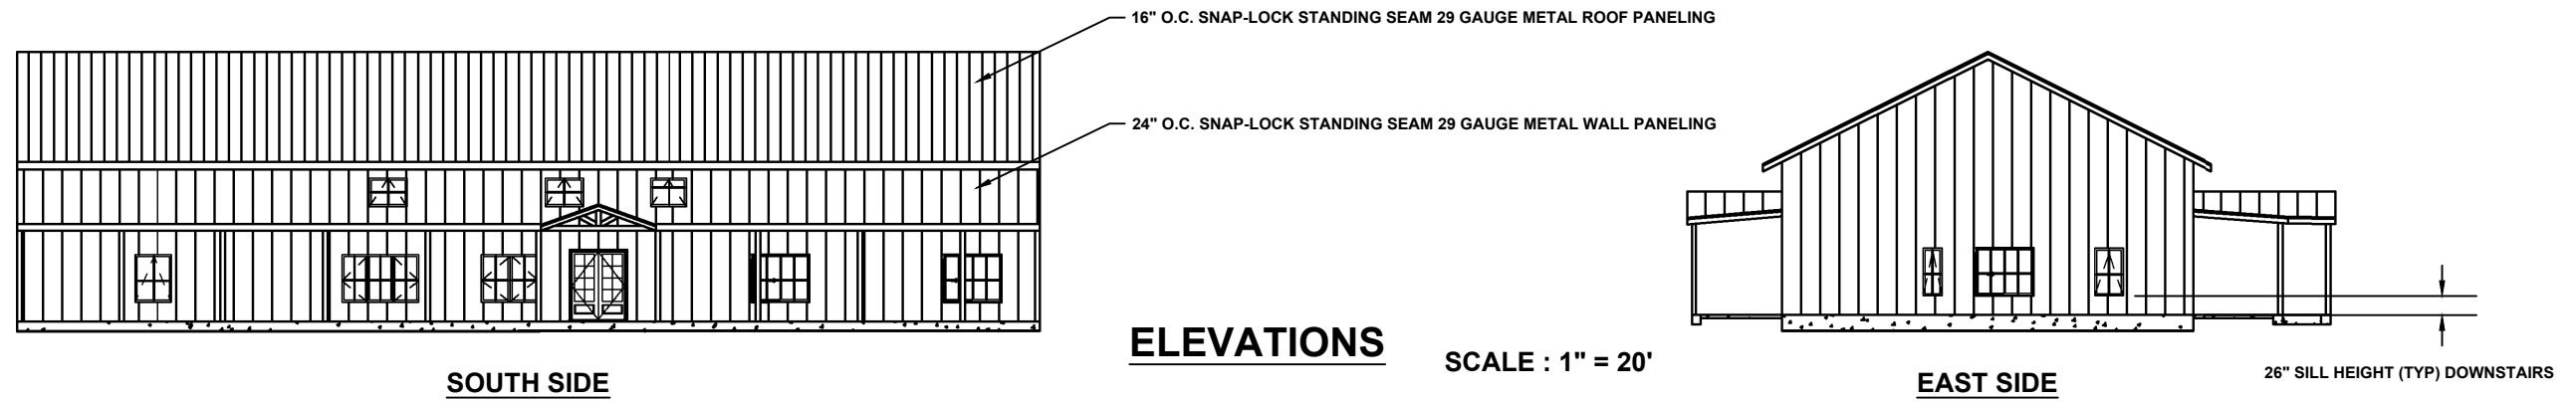 16" O.C. SNAP-LOCK STANDING SEAM 29 GAUGE METAL ROOF PANELING
24" O.C. SNAP-LOCK STANDING SEAM 29 GAUGE METAL WALL PANELING
ELEVATIONS
SCALE : 1" = 20'
SOUTH SIDE
EAST SIDE
26" SILL HEIGHT (TYP) DOWNSTAIRS